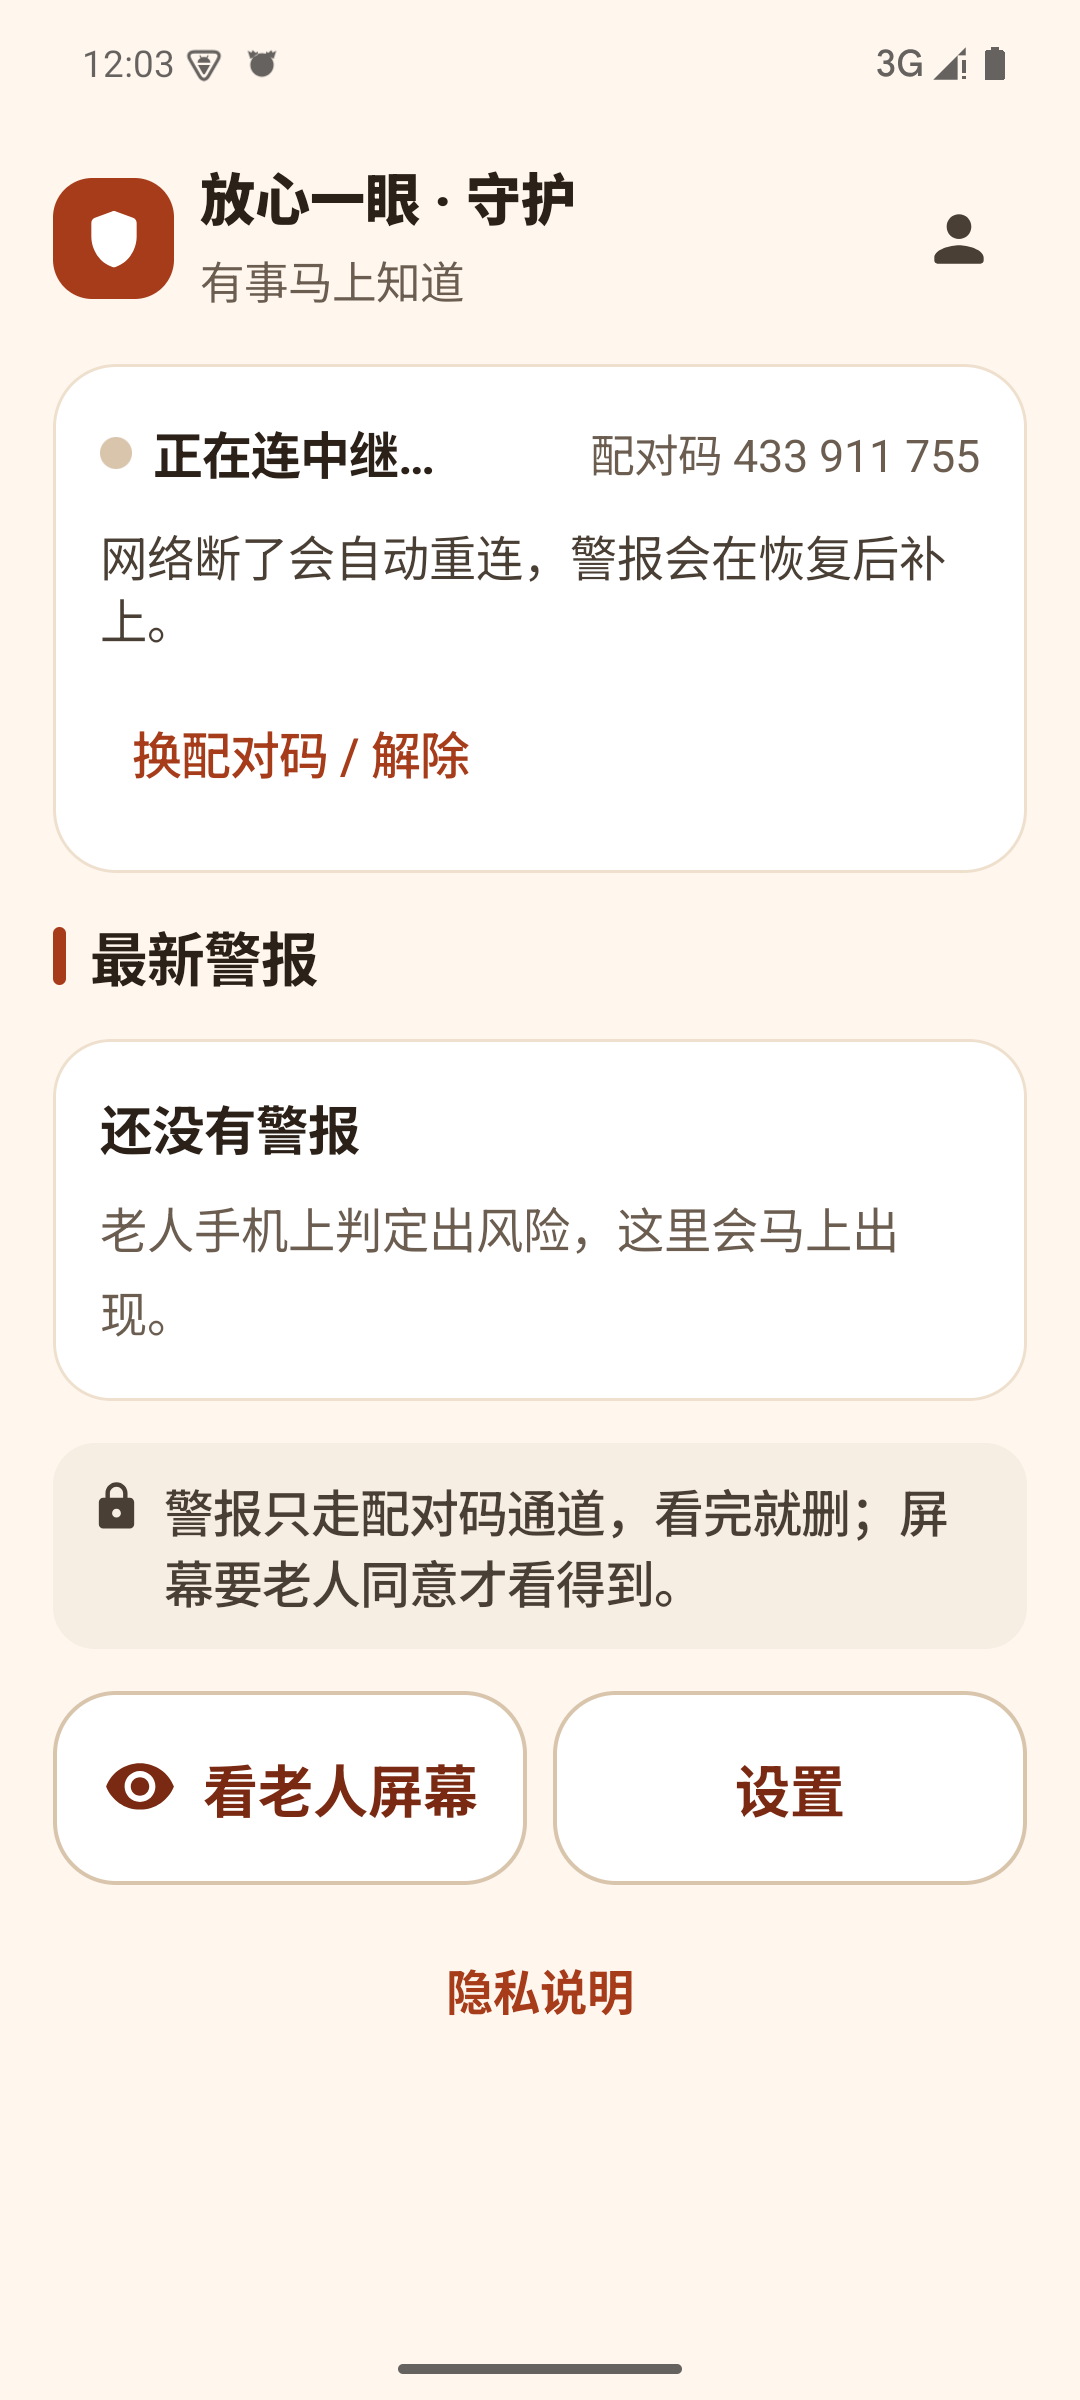 12:03
3G
放心一眼 · 守护
有事马上知道
正在连中继...
配对码 433 911 755
网络断了会自动重连，警报会在恢复后补
上。
换配对码 / 解除
最新警报
还没有警报
老人手机上判定出风险，这里会马上出
现。
警报只走配对码通道，看完就删；屏
幕要老人同意才看得到。
看老人屏幕
设置
隐私说明